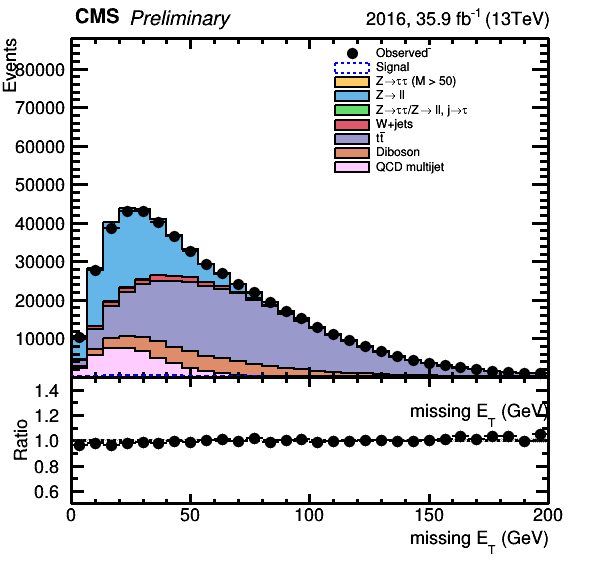 CMS Preliminary 2016, 35.9 fb⁻¹ (13TeV)
Events
80000
70000
60000
50000
40000
30000
20000
10000
Observed
Signal
Z→ττ (M > 50)
Z→ ll
Z→ττ/Z→ ll, j→τ
W+jets
tt̄
Diboson
QCD multijet
missing E_T (GeV)
Ratio
1.4
1.2
1.0
0.8
0.6
0 50 100 150 200
missing E_T (GeV)